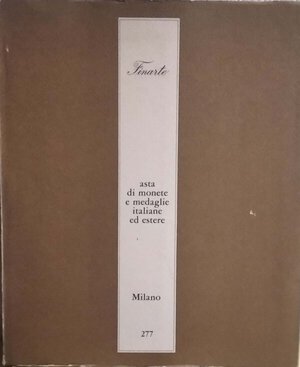 Finarte
asta
di monete
e medaglie
italiane
ed estere
Milano
277